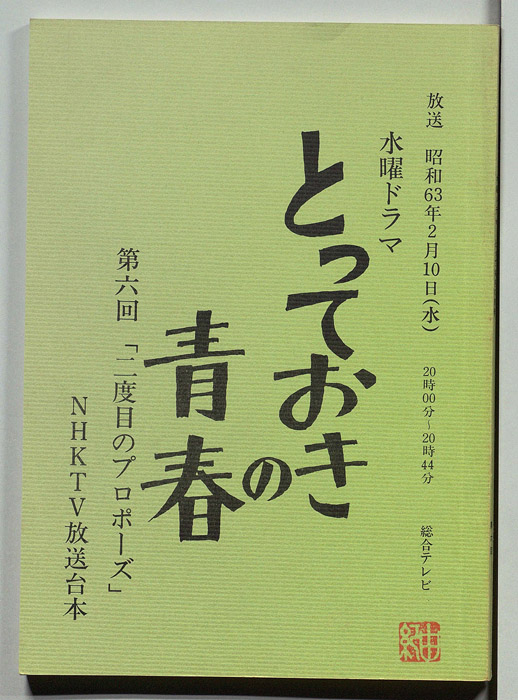 放送　昭和63年2月10日(水)　20時00分～20時44分　総合テレビ
水曜ドラマ
とっておきの
青春
第六回「二度目のプロポーズ」
NHKTV放送台本